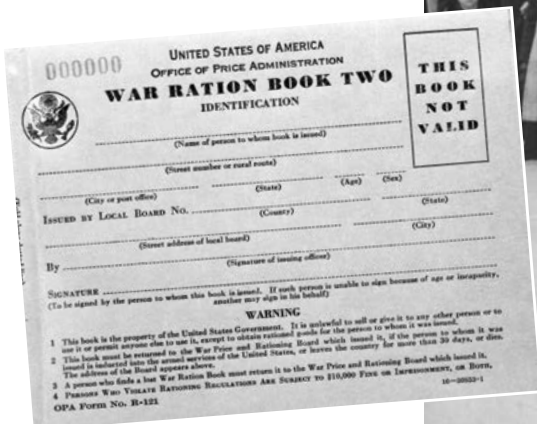 000000
UNITED STATES OF AMERICA
OFFICE OF PRICE ADMINISTRATION
WAR RATION BOOK TWO
IDENTIFICATION
THIS
BOOK
NOT
VALID
(Name of person to whom book is issued)
(Street number or rural route)
(City or post office) (State) (Age) (Sex)
ISSUED BY LOCAL BOARD NO. (County) (State)
(Street address of local board) (City)
By
(Signature of issuing officer)
SIGNATURE
(To be signed by the person to whom this book is issued. If such person is unable to sign because of age or incapacity,
another may sign in his behalf)
WARNING
1 This book is the property of the United States Government. It is unlawful to sell or give it to any other person or to
use it or permit anyone else to use it, except to obtain rationed goods for the person to whom it was issued.
2 This book must be returned to the War Price and Rationing Board which issued it, if the person to whom it was
issued is inducted into the armed services of the United States, or leaves the country for more than 30 days, or dies.
The address of the Board appears above.
3 A person who finds a lost War Ration Book must return it to the War Price and Rationing Board which issued it.
4 PERSONS WHO VIOLATE RATIONING REGULATIONS ARE SUBJECT TO $10,000 FINE OR IMPRISONMENT, OR BOTH.
OPA FORM NO. R-121 16-30853-1